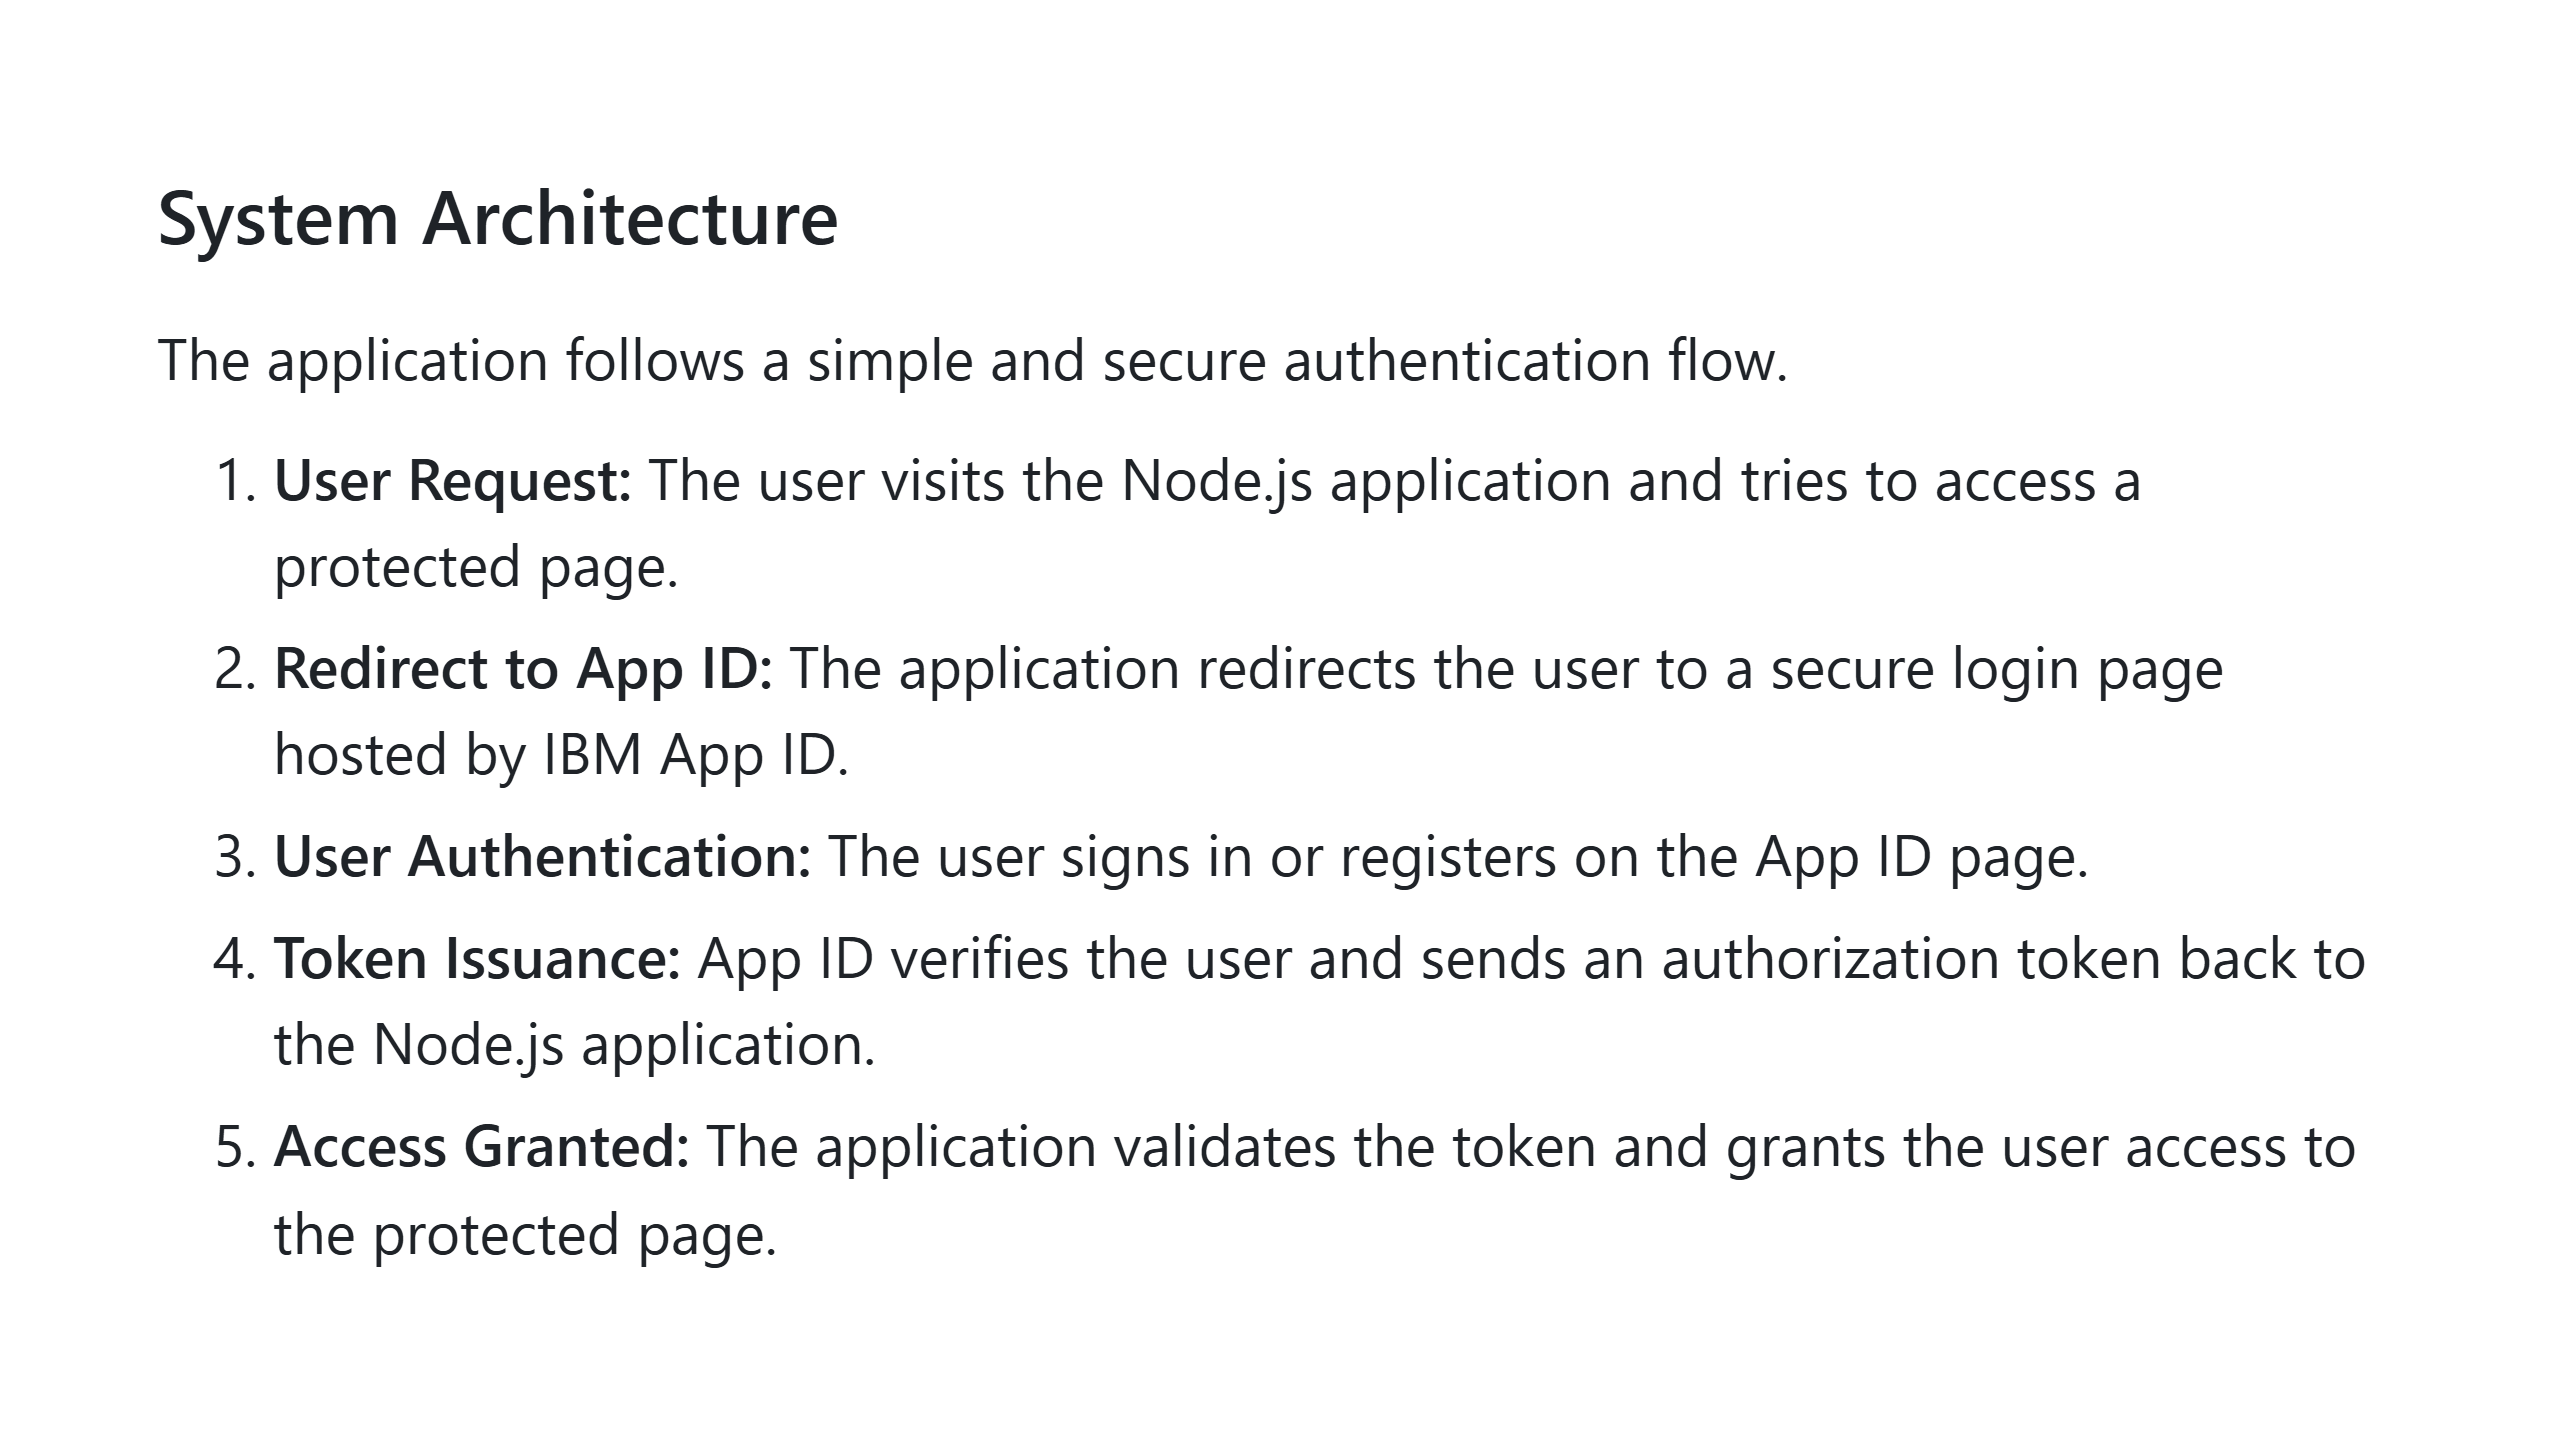 System Architecture
The application follows a simple and secure authentication flow.
1. User Request: The user visits the Node.js application and tries to access a
protected page.
2. Redirect to App ID: The application redirects the user to a secure login page
hosted by IBM App ID.
3. User Authentication: The user signs in or registers on the App ID page.
4. Token Issuance: App ID verifies the user and sends an authorization token back to
the Node.js application.
5. Access Granted: The application validates the token and grants the user access to
the protected page.